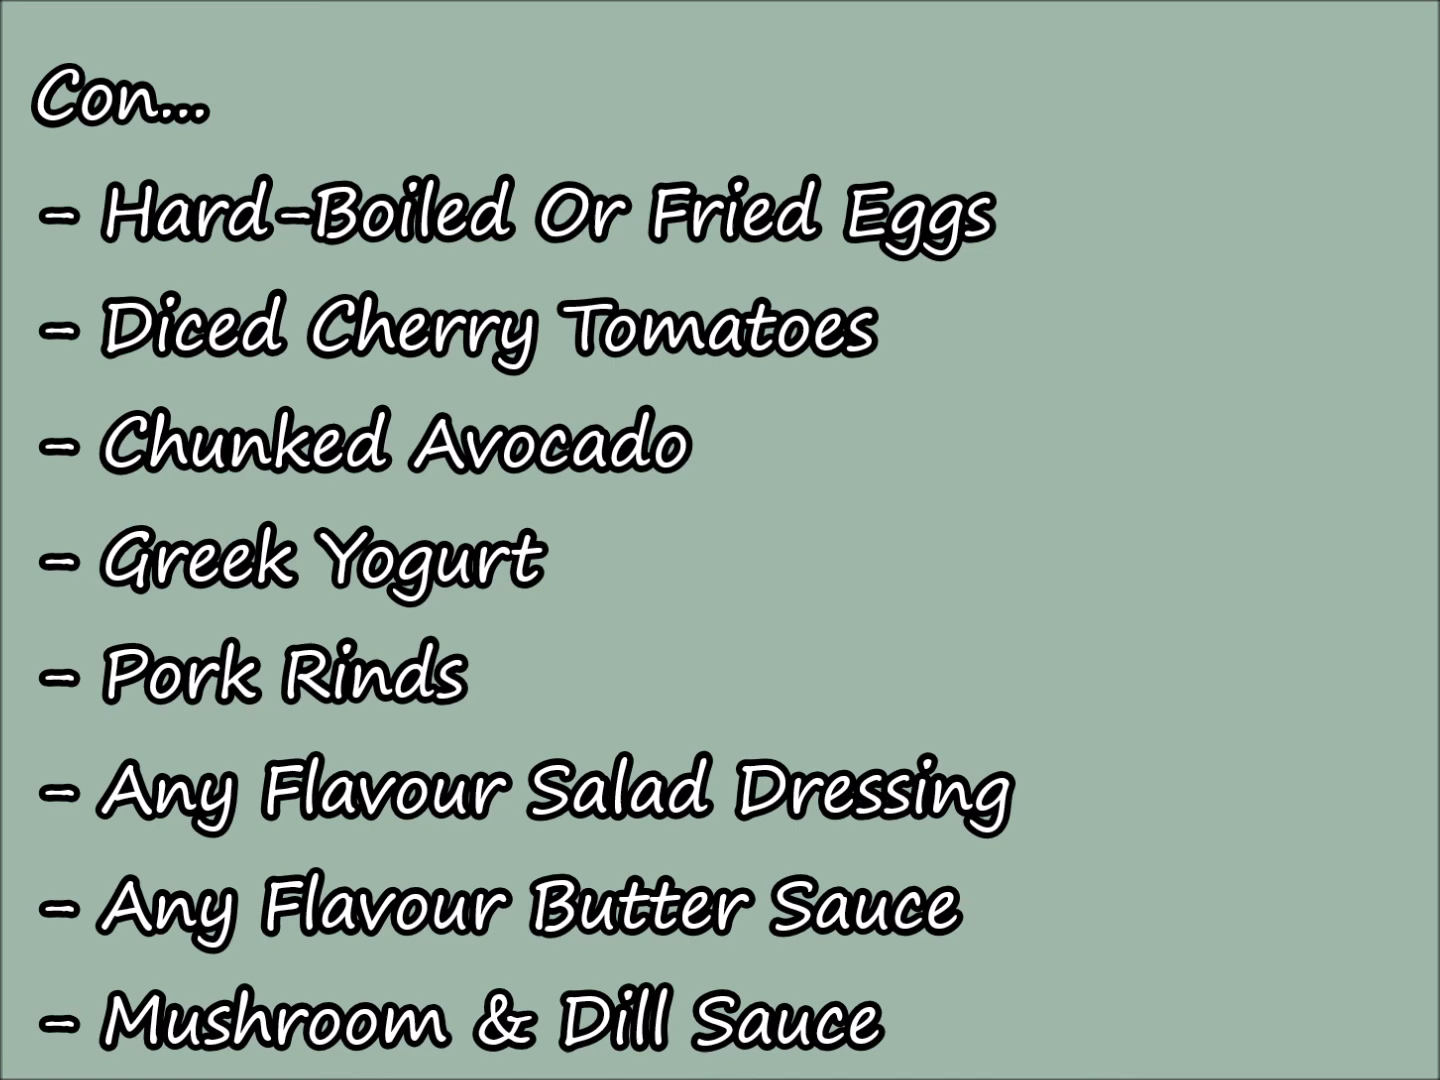 Con...
- Hard-Boiled Or Fried Eggs
- Diced Cherry Tomatoes
- Chunked Avocado
- Greek Yogurt
- Pork Rinds
- Any Flavour Salad Dressing
- Any Flavour Butter Sauce
- Mushroom & Dill Sauce